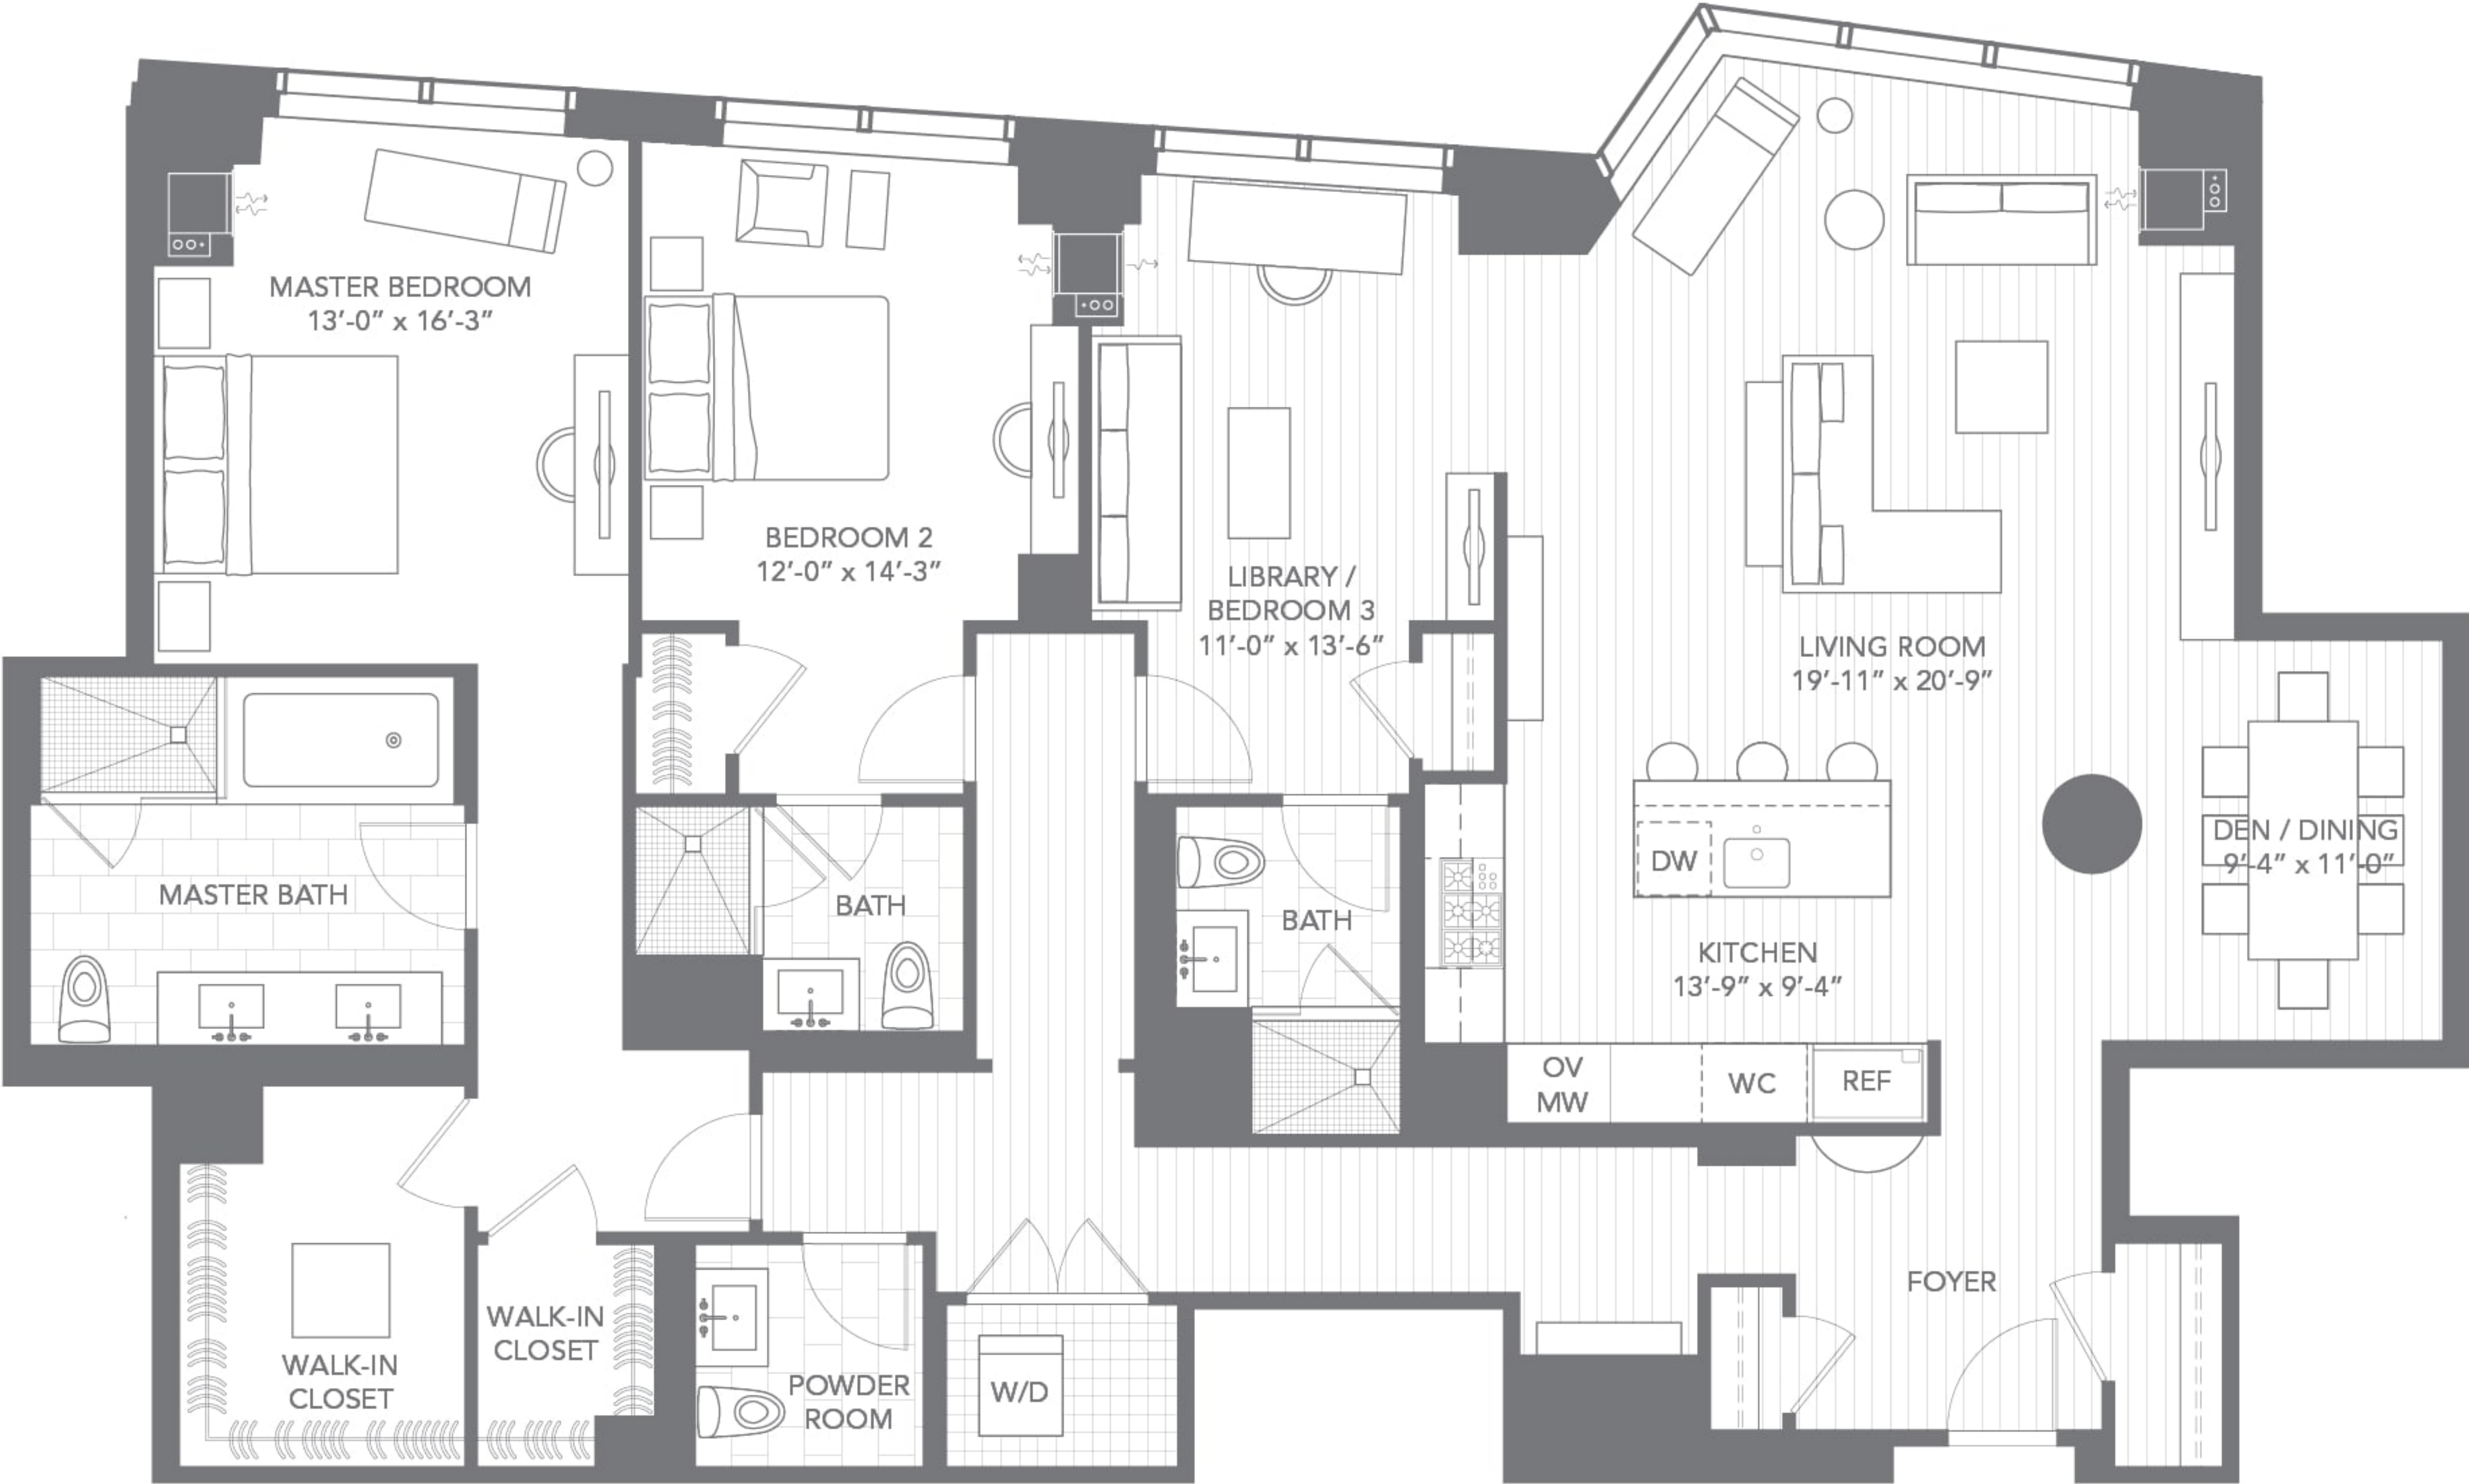 MASTER BEDROOM
13'-0" x 16'-3"
BEDROOM 2
12'-0" x 14'-3"
LIBRARY /
BEDROOM 3
11'-0" x 13'-6"
LIVING ROOM
19'-11" x 20'-9"
DEN / DINING
9'-4" x 11'-0"
DW
MASTER BATH
BATH
BATH
KITCHEN
13'-9" x 9'-4"
OV
MW
WC
REF
FOYER
WALK-IN
CLOSET
WALK-IN
CLOSET
POWDER
ROOM
W/D